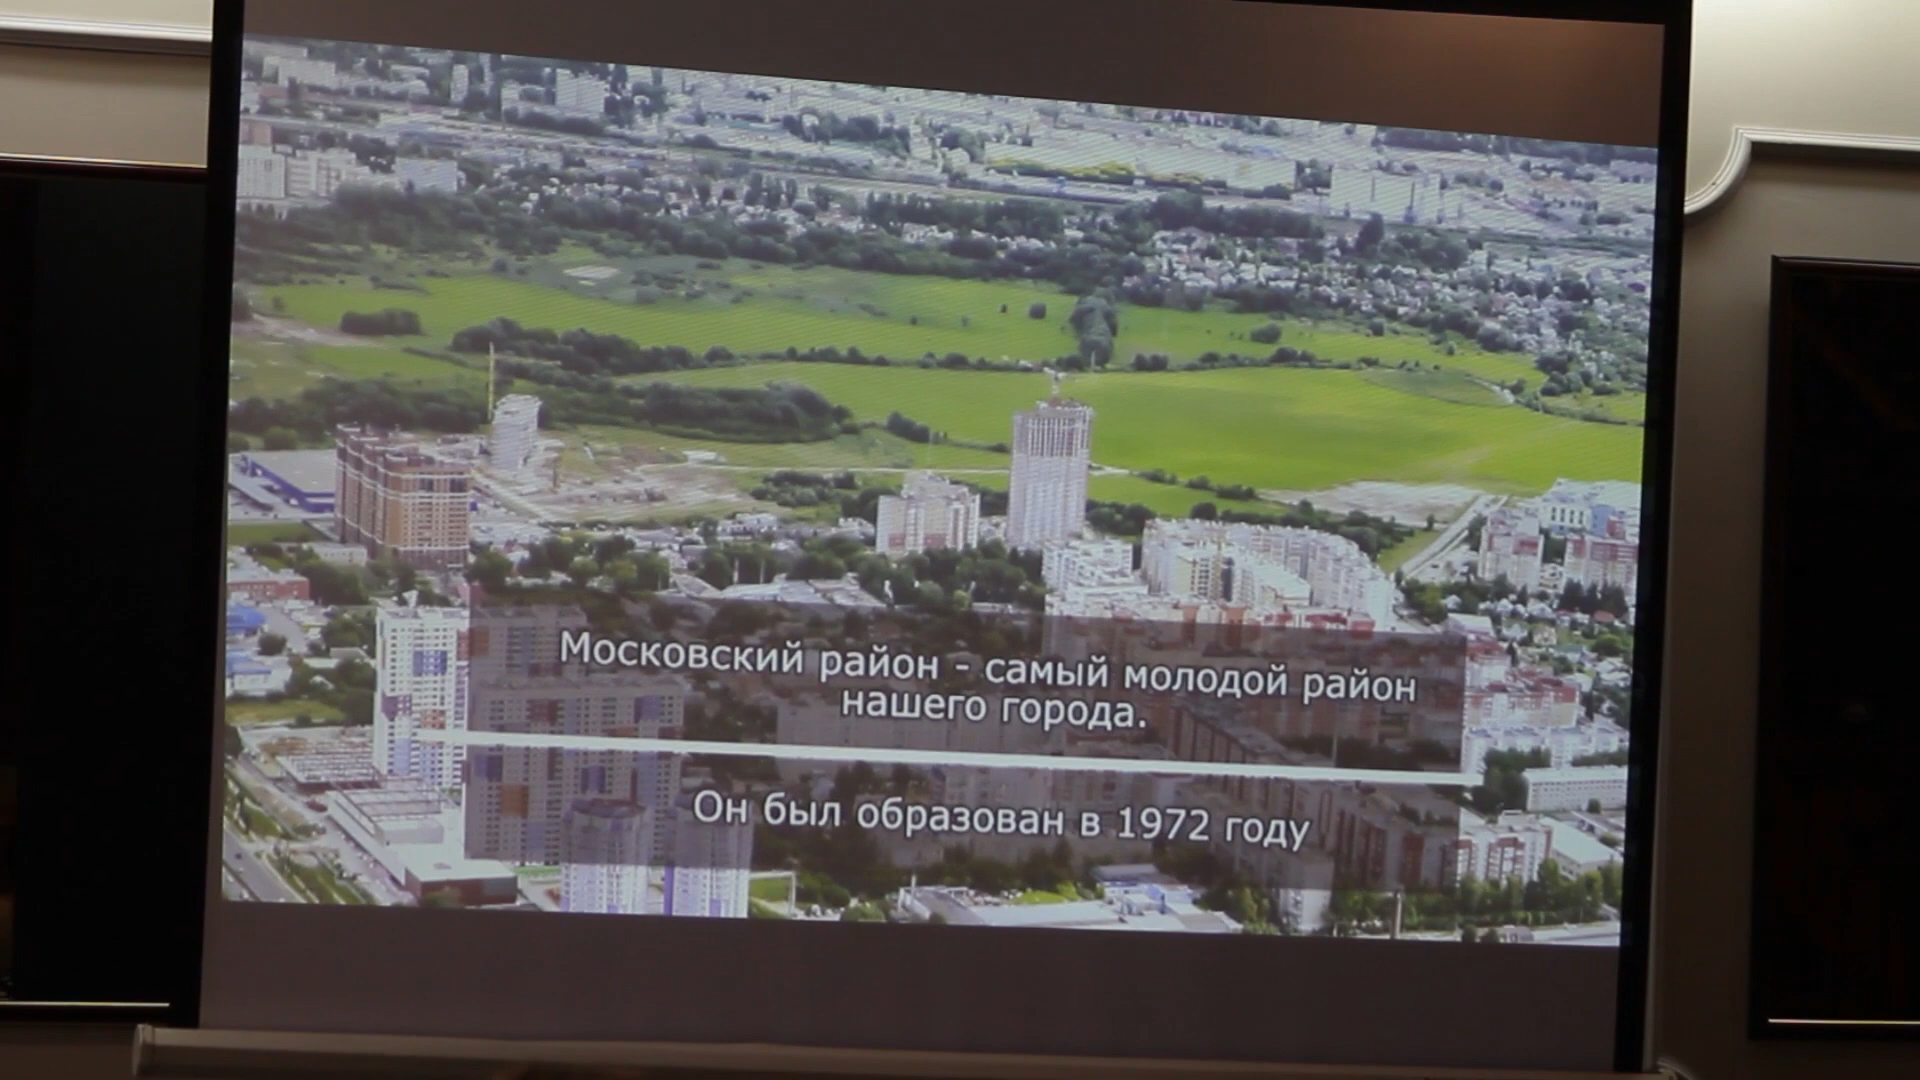 Московский район - самый молодой район
нашего города.
Он был образован в 1972 году